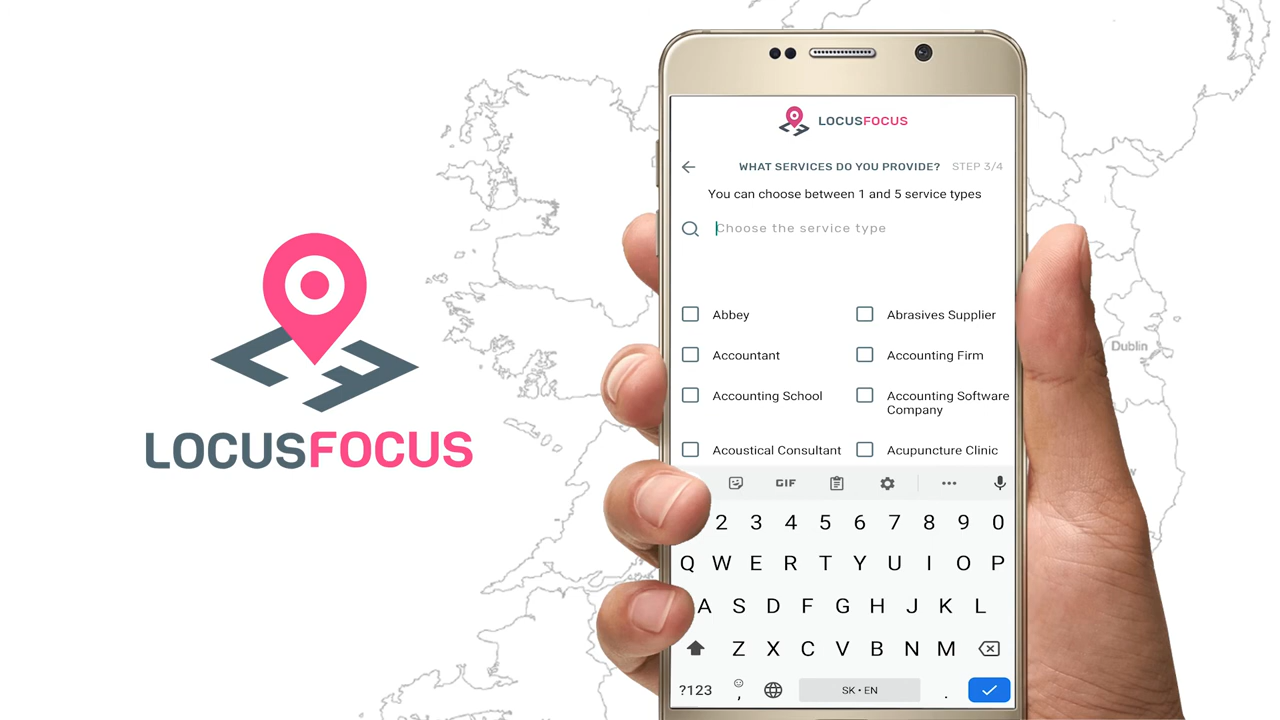 LOCUSFOCUS
LOCUSFOCUS
WHAT SERVICES DO YOU PROVIDE? STEP 3/4
You can choose between 1 and 5 service types
Choose the service type
Abbey
Abrasives Supplier
Accountant
Accounting Firm
Accounting School
Accounting Software
Company
Acoustical Consultant
Acupuncture Clinic
GIF
2 3 4 5 6 7 8 9 0
Q W E R T Y U I O P
A S D F G H J K L
Z X C V B N M
?123 , SK • EN .
Dublin